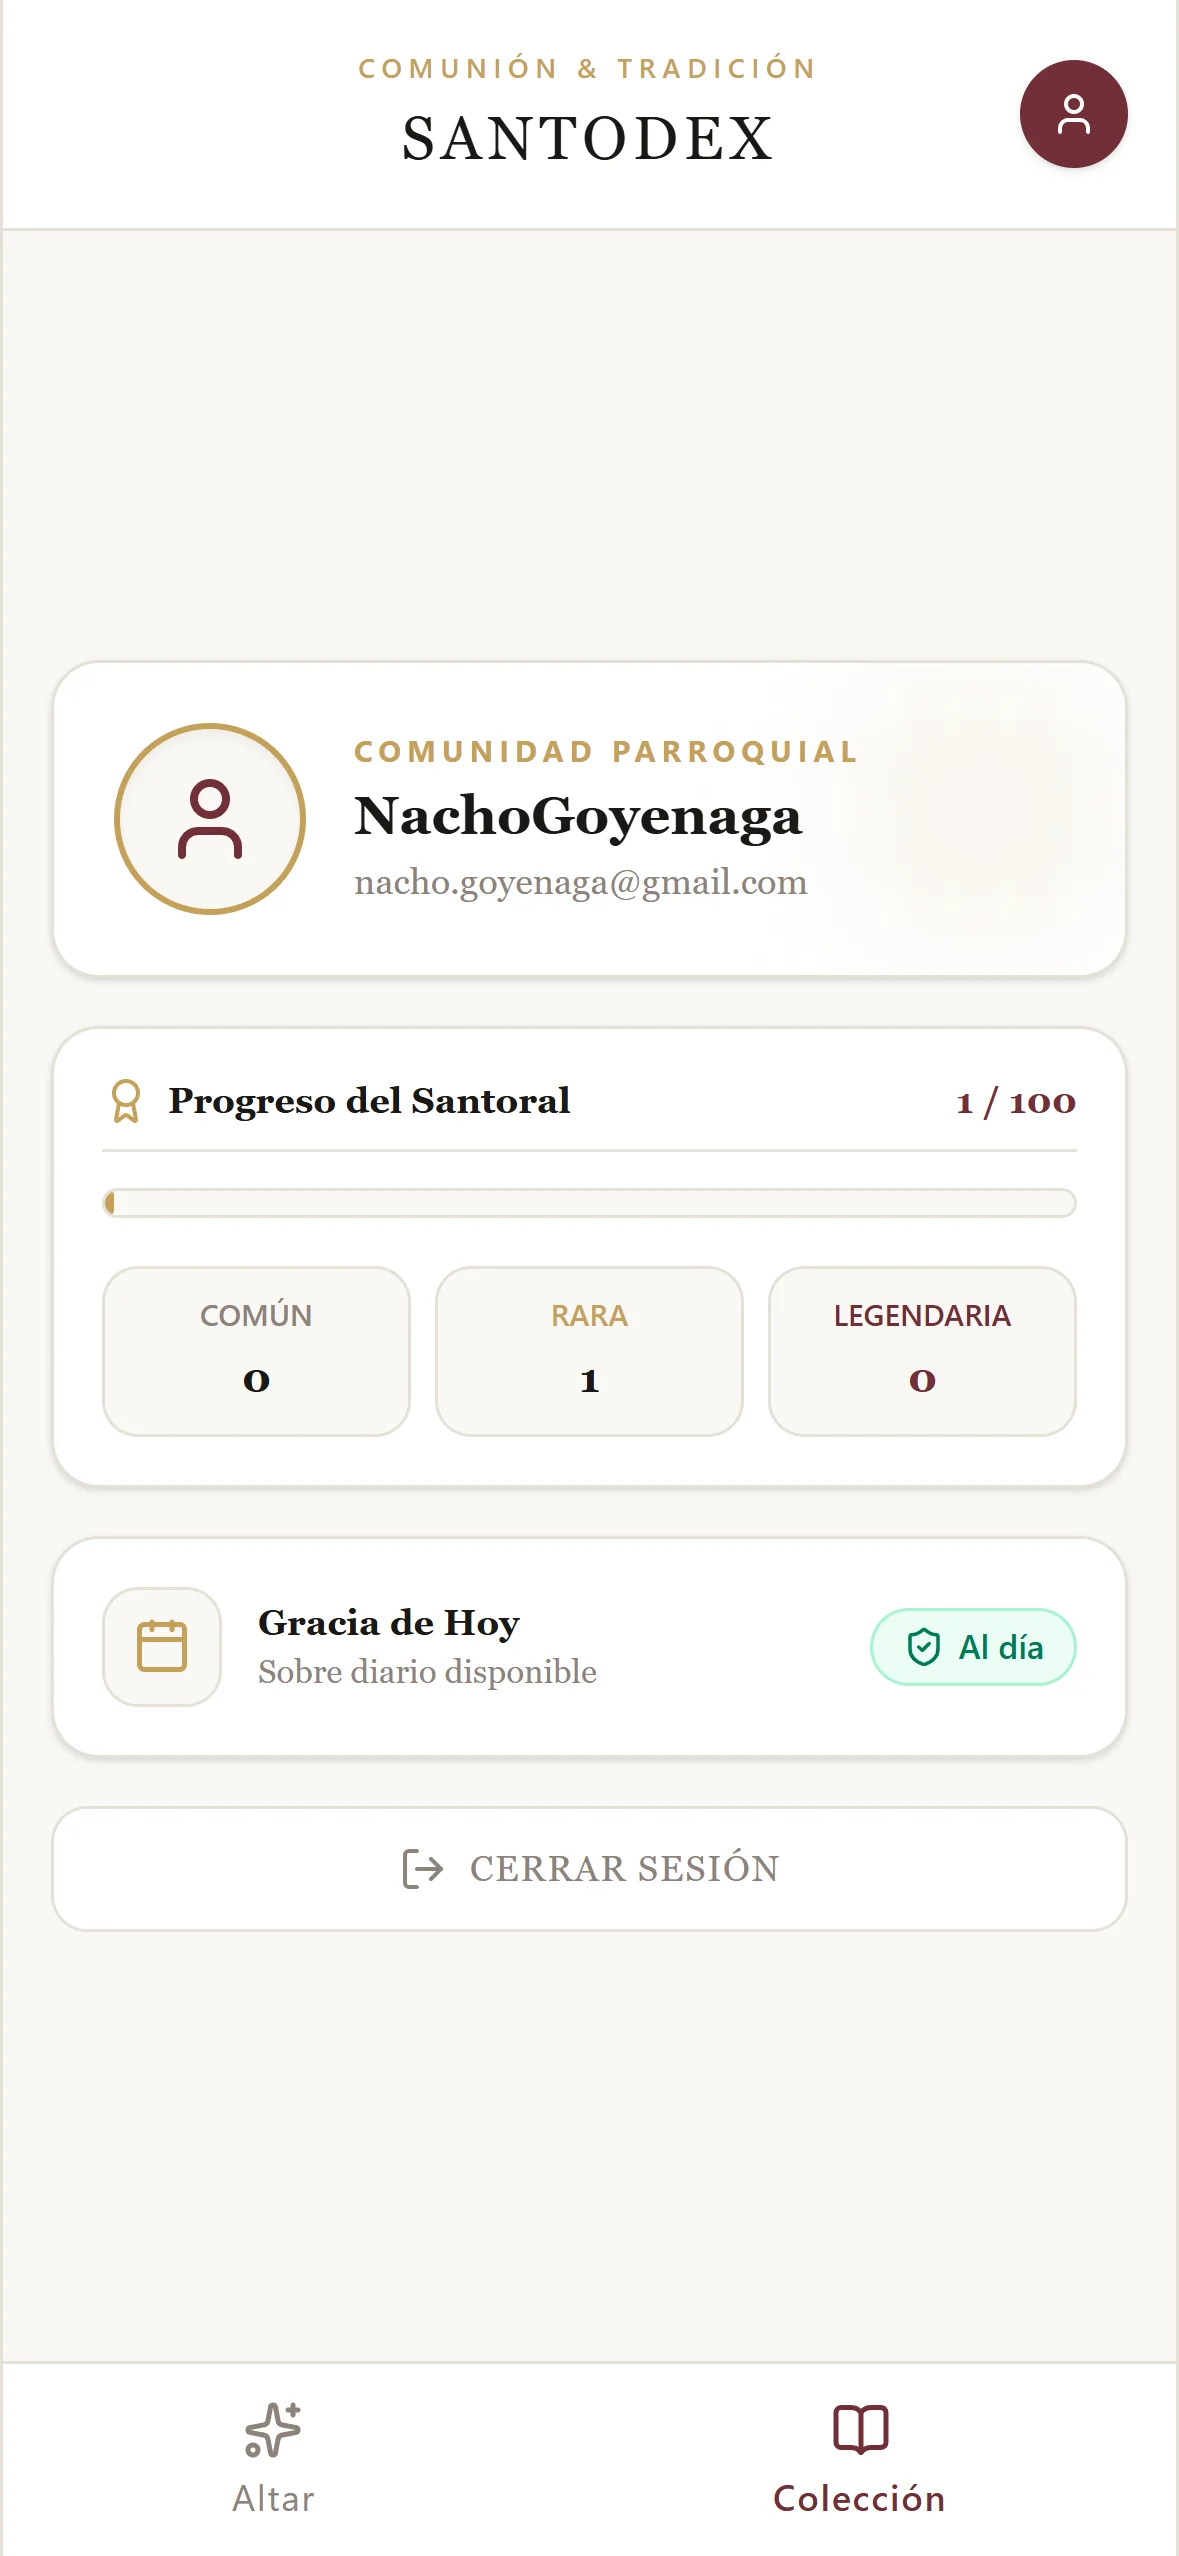 COMUNIÓN & TRADICIÓN
SANTODEX
COMUNIDAD PARROQUIAL
NachoGoyenaga
nacho.goyenaga@gmail.com
Progreso del Santoral
1 / 100
COMÚN
RARA
LEGENDARIA
0
1
0
Gracia de Hoy
Sobre diario disponible
Al día
CERRAR SESIÓN
Altar
Colección